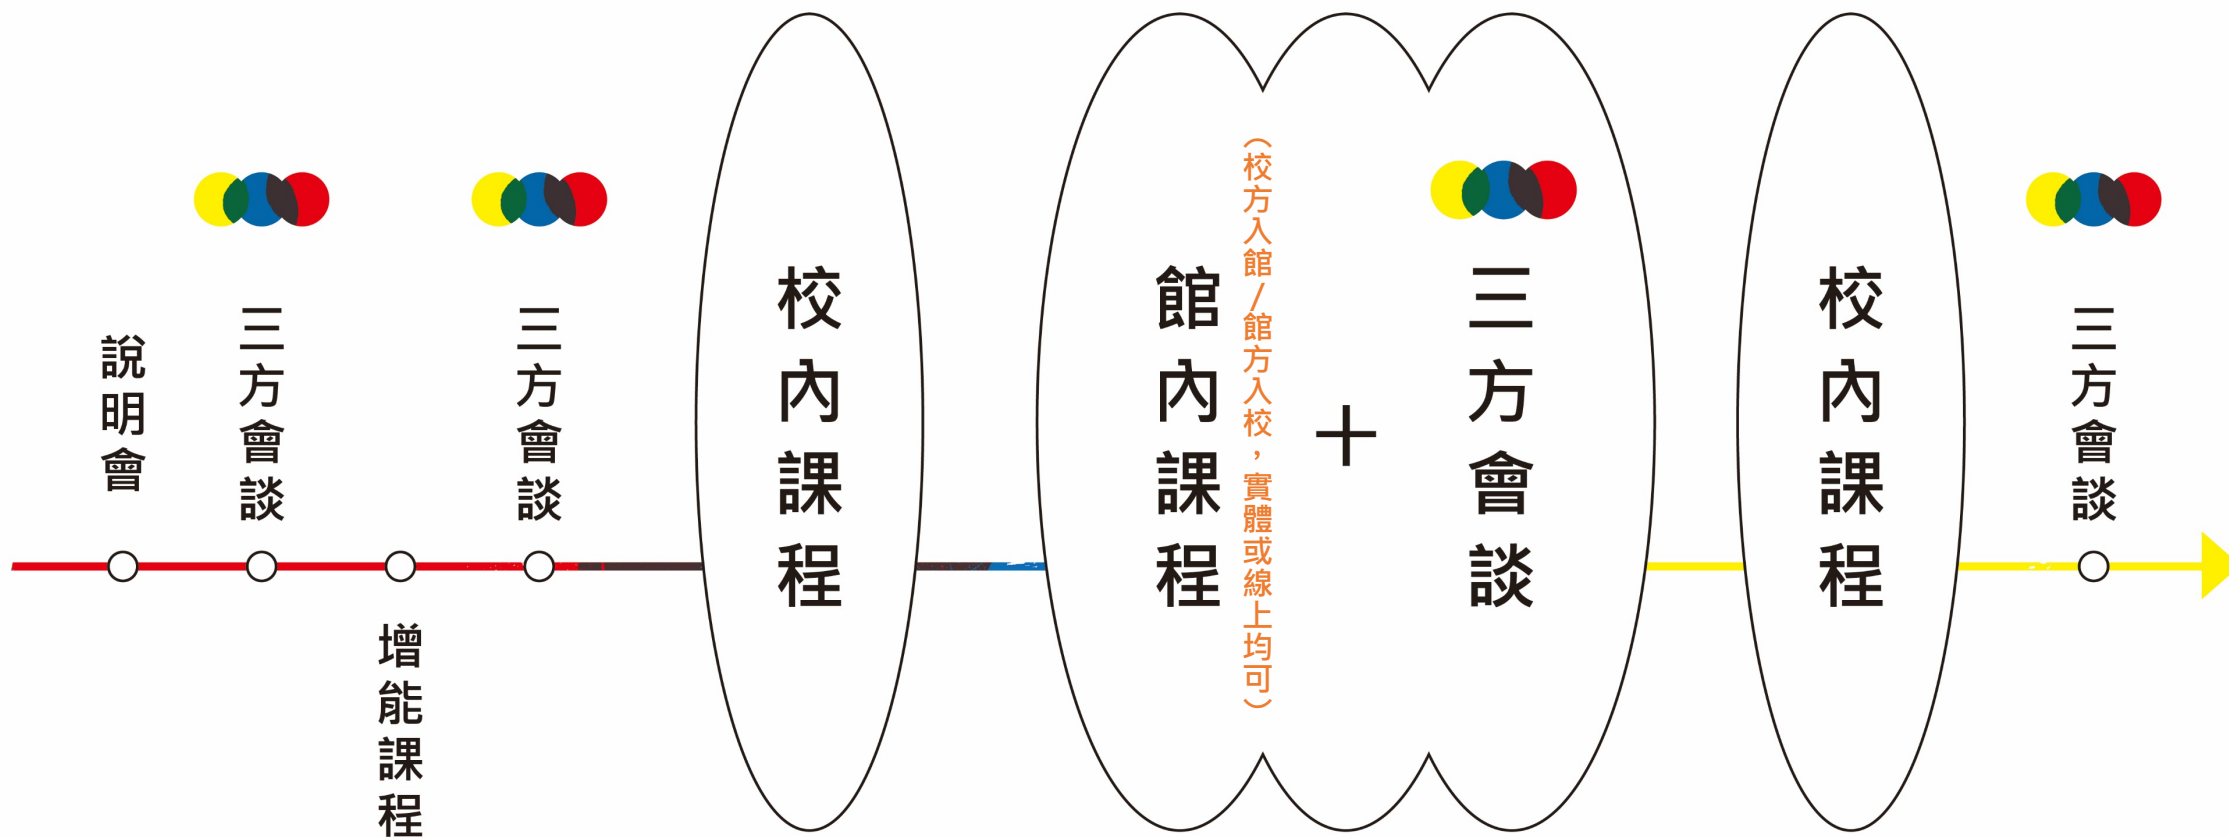 說明會
三方會談
增能課程
三方會談
校內課程
館內課程
（校方入館/館方入校，實體或線上均可）
+
三方會談
校內課程
三方會談